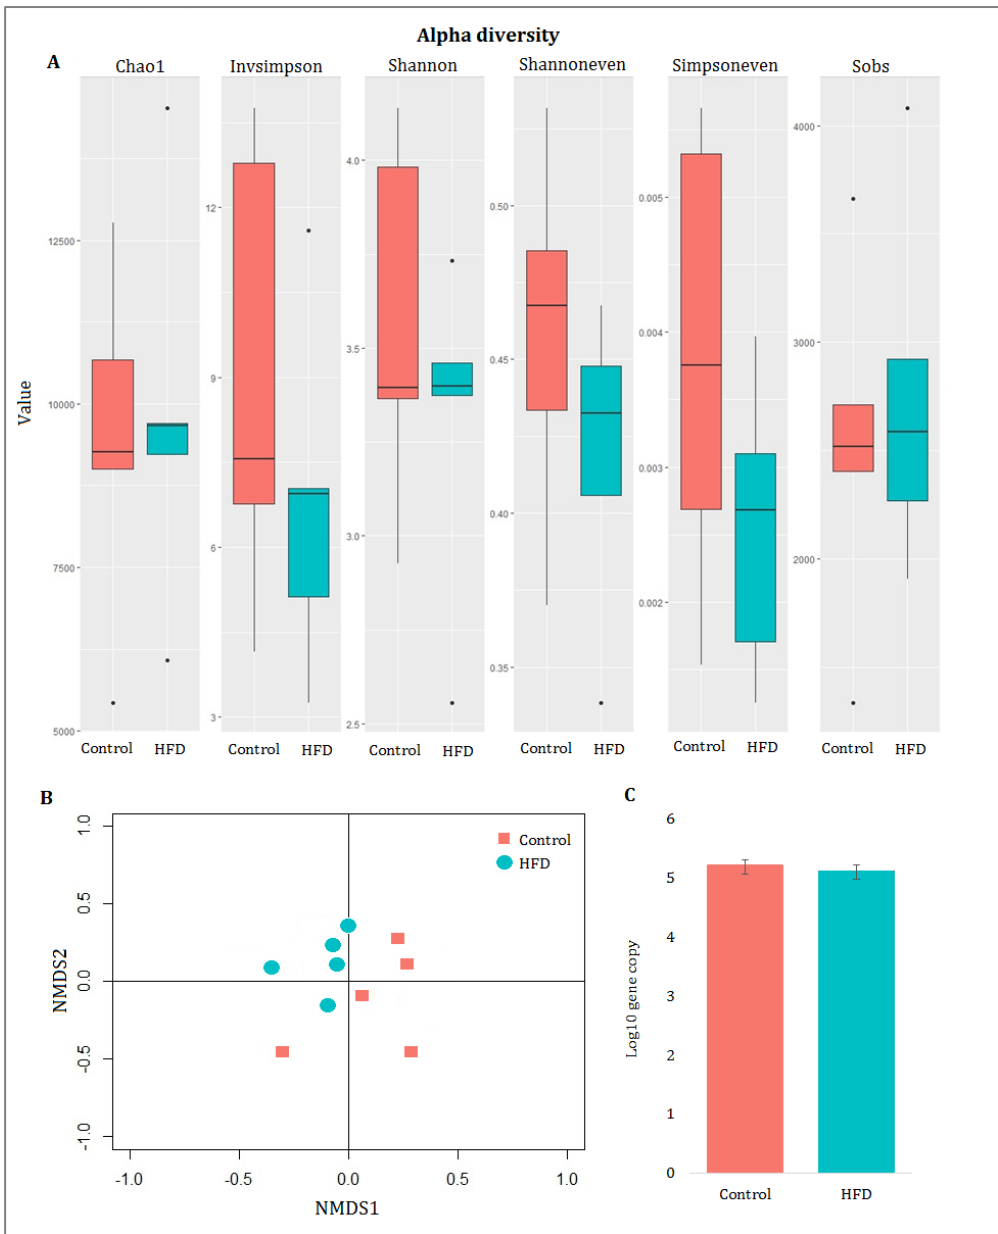 Alpha diversity
A
Chao1 Invsimpson Shannon Shannoneven Simpsoneven Sobs
Value
12500
10000
7500
5000
12
9
6
3
4.0
3.5
3.0
2.5
0.50
0.45
0.40
0.35
0.005
0.004
0.003
0.002
4000
3000
2000
Control HFD Control HFD Control HFD Control HFD Control HFD Control HFD
B
NMDS2
1.0
0.5
0.0
-0.5
-1.0
Control
HFD
-1.0 -0.5 0.0 0.5 1.0
NMDS1
C
Log10 gene copy
6
5
4
3
2
1
0
Control HFD